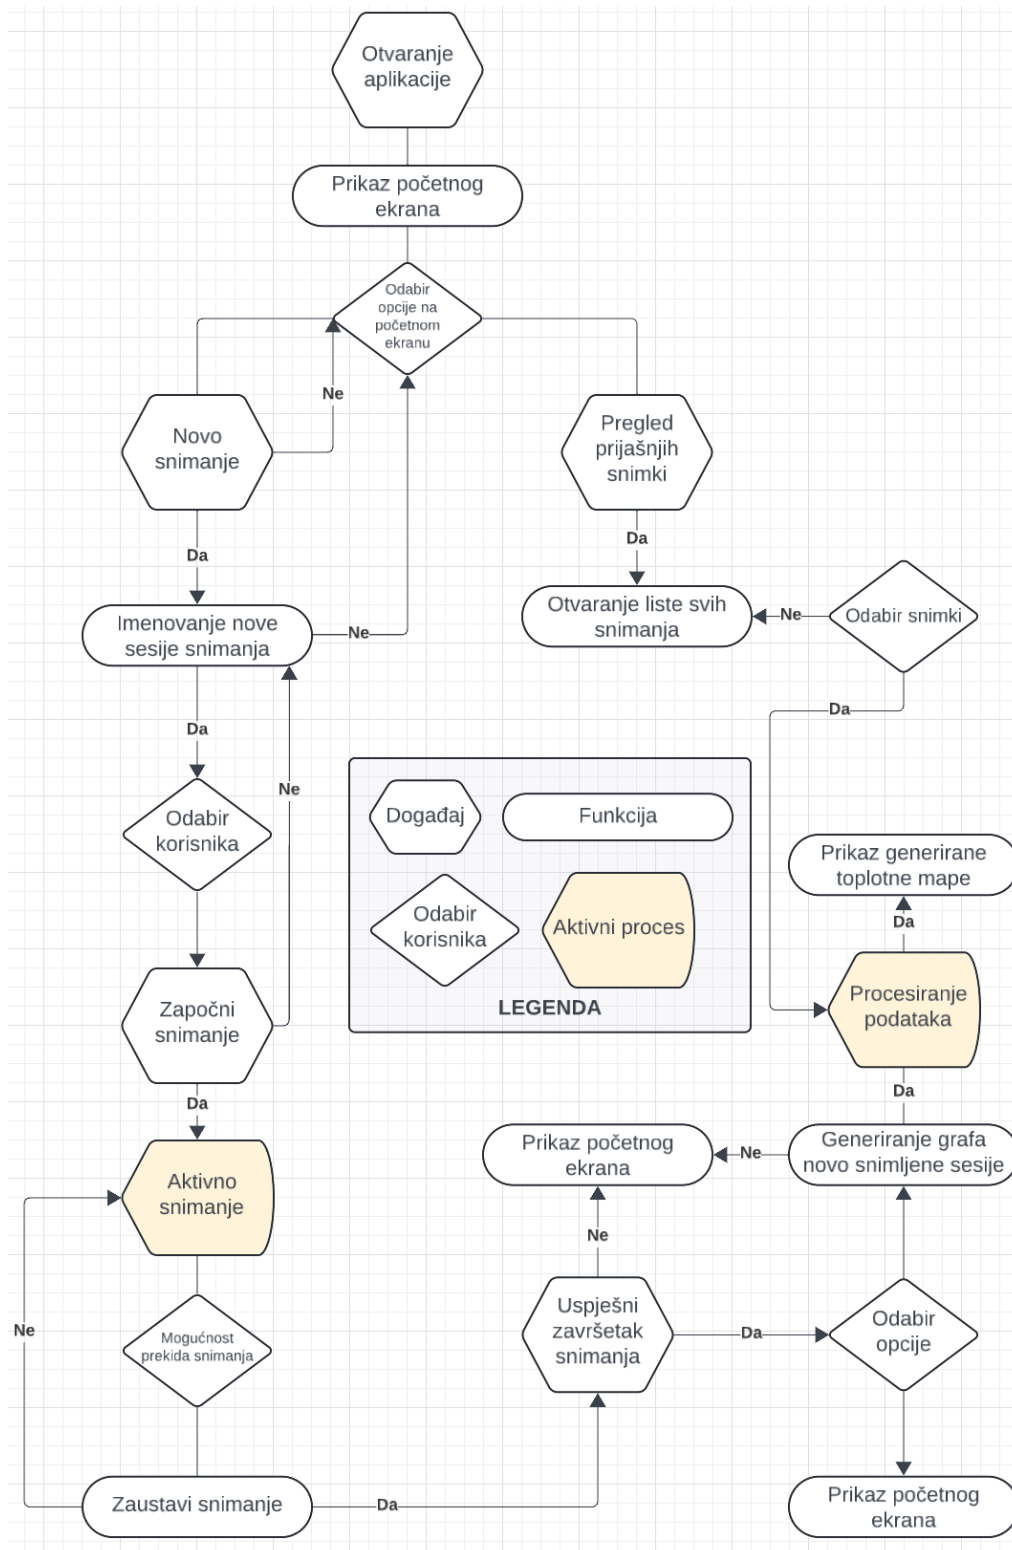 Otvaranje
aplikacije
Prikaz početnog
ekrana
Odabir
opcije na
početnom
ekranu
Ne
Novo
snimanje
Pregled
prijašnjih
snimki
Da
Da
Imenovanje nove
sesije snimanja
Ne
Otvaranje liste svih
snimanja
Ne
Odabir snimki
Da
Da
Ne
Odabir
korisnika
Događaj
Funkcija
Odabir
korisnika
Aktivni proces
LEGENDA
Prikaz generirane
toplotne mape
Da
Procesiranje
podataka
Da
Započni
snimanje
Da
Aktivno
snimanje
Prikaz početnog
ekrana
Ne
Generiranje grafa
novo snimljene sesije
Ne
Ne
Mogućnost
prekida snimanja
Uspješni
završetak
snimanja
Da
Odabir
opcije
Zaustavi snimanje
Da
Prikaz početnog
ekrana